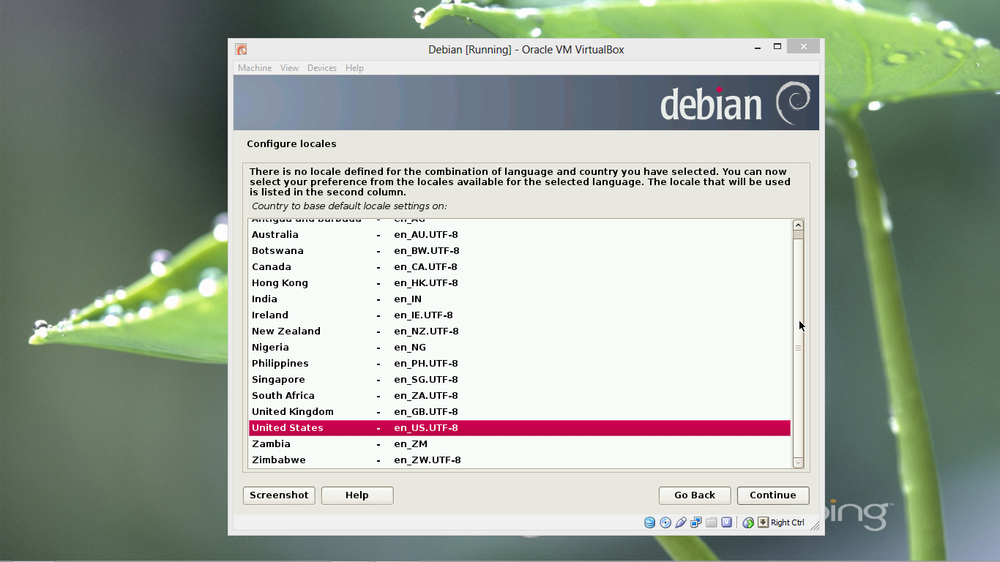 Debian [Running] - Oracle VM VirtualBox
Machine View Devices Help
debian
Configure locales
There is no locale defined for the combination of language and country you have selected. You can now
select your preference from the locales available for the selected language. The locale that will be used
is listed in the second column.
Country to base default locale settings on:
Antigua and Barbuda - en_AG
Australia - en_AU.UTF-8
Botswana - en_BW.UTF-8
Canada - en_CA.UTF-8
Hong Kong - en_HK.UTF-8
India - en_IN
Ireland - en_IE.UTF-8
New Zealand - en_NZ.UTF-8
Nigeria - en_NG
Philippines - en_PH.UTF-8
Singapore - en_SG.UTF-8
South Africa - en_ZA.UTF-8
United Kingdom - en_GB.UTF-8
United States - en_US.UTF-8
Zambia - en_ZM
Zimbabwe - en_ZW.UTF-8
Screenshot Help Go Back Continue
bing™
Right Ctrl